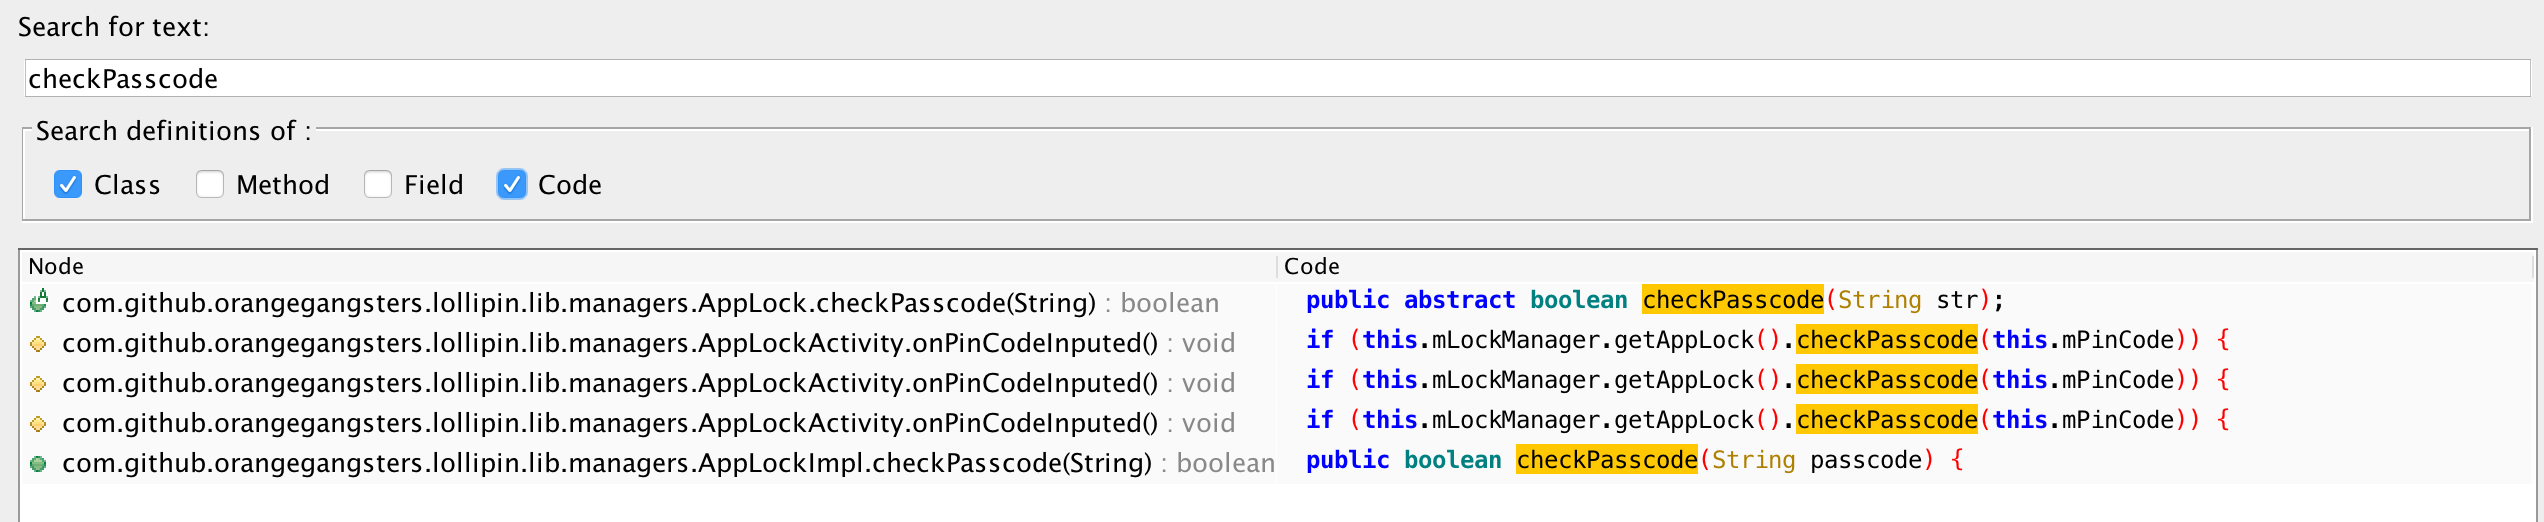 Search for text:
checkPasscode
Search definitions of :
Class Method Field Code
Node Code
com.github.orangegangsters.lollipin.lib.managers.AppLock.checkPasscode(String) : boolean public abstract boolean checkPasscode(String str);
com.github.orangegangsters.lollipin.lib.managers.AppLockActivity.onPinCodeInputed() : void if (this.mLockManager.getAppLock().checkPasscode(this.mPinCode)) {
com.github.orangegangsters.lollipin.lib.managers.AppLockActivity.onPinCodeInputed() : void if (this.mLockManager.getAppLock().checkPasscode(this.mPinCode)) {
com.github.orangegangsters.lollipin.lib.managers.AppLockActivity.onPinCodeInputed() : void if (this.mLockManager.getAppLock().checkPasscode(this.mPinCode)) {
com.github.orangegangsters.lollipin.lib.managers.AppLockImpl.checkPasscode(String) : boolean public boolean checkPasscode(String passcode) {